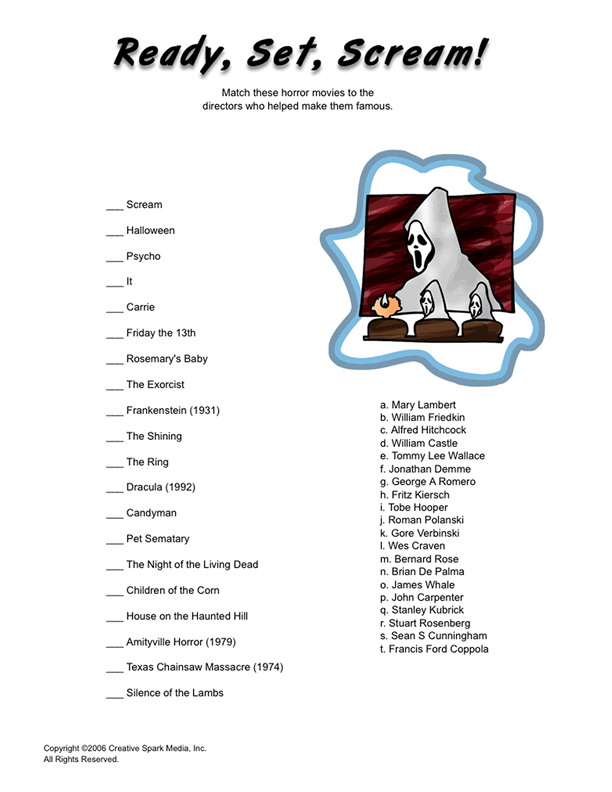 Ready, Set, Scream!
Match these horror movies to the
directors who helped make them famous.
___ Scream
___ Halloween
___ Psycho
___ It
___ Carrie
___ Friday the 13th
___ Rosemary's Baby
___ The Exorcist
___ Frankenstein (1931)
___ The Shining
___ The Ring
___ Dracula (1992)
___ Candyman
___ Pet Sematary
___ The Night of the Living Dead
___ Children of the Corn
___ House on the Haunted Hill
___ Amityville Horror (1979)
___ Texas Chainsaw Massacre (1974)
___ Silence of the Lambs
a. Mary Lambert
b. William Friedkin
c. Alfred Hitchcock
d. William Castle
e. Tommy Lee Wallace
f. Jonathan Demme
g. George A Romero
h. Fritz Kiersch
i. Tobe Hooper
j. Roman Polanski
k. Gore Verbinski
l. Wes Craven
m. Bernard Rose
n. Brian De Palma
o. James Whale
p. John Carpenter
q. Stanley Kubrick
r. Stuart Rosenberg
s. Sean S Cunningham
t. Francis Ford Coppola
Copyright ©2006 Creative Spark Media, Inc.
All Rights Reserved.